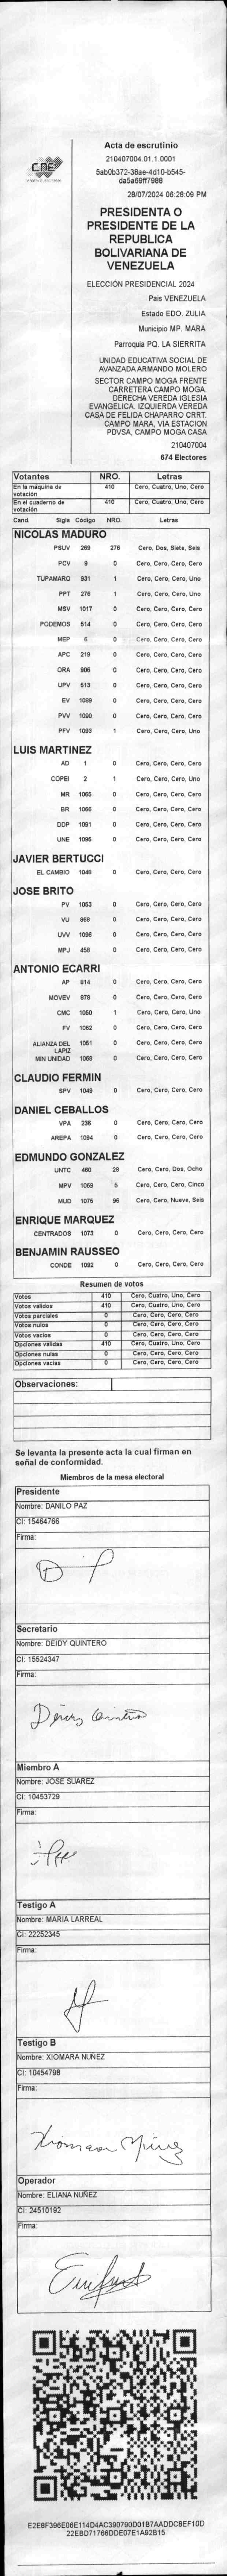 Acta de escrutinio
210407004.01.1.0001
5ab0b372-38ae-4d10-b545-
da5a69ff7988
28/07/2024 06:28:09 PM
CNE
PRESIDENTA O
PRESIDENTE DE LA
REPUBLICA
BOLIVARIANA DE
VENEZUELA
ELECCIÓN PRESIDENCIAL 2024
Pais VENEZUELA
Estado EDO. ZULIA
Municipio MP. MARA
Parroquia PQ. LA SIERRITA
UNIDAD EDUCATIVA SOCIAL DE
AVANZADA ARMANDO MOLERO
SECTOR CAMPO MOGA FRENTE
CARRETERA CAMPO MOGA.
DERECHA VEREDA IGLESIA
EVANGELICA. IZQUIERDA VEREDA
CASA DE FELIDA CHAPARRO CRRT.
CAMPO MARA, VIA ESTACION
PDVSA, CAMPO MOGA CASA
210407004
674 Electores
Votantes NRO. Letras
En la máquina de votación 410 Cero, Cuatro, Uno, Cero
En el cuaderno de votación 410 Cero, Cuatro, Uno, Cero
Cand. Sigla Código NRO. Letras
NICOLAS MADURO
PSUV 269 276 Cero, Dos, Siete, Seis
PCV 9 0 Cero, Cero, Cero, Cero
TUPAMARO 931 1 Cero, Cero, Cero, Uno
PPT 276 1 Cero, Cero, Cero, Uno
MSV 1017 0 Cero, Cero, Cero, Cero
PODEMOS 514 0 Cero, Cero, Cero, Cero
MEP 6 0 Cero, Cero, Cero, Cero
APC 219 0 Cero, Cero, Cero, Cero
ORA 906 0 Cero, Cero, Cero, Cero
UPV 513 0 Cero, Cero, Cero, Cero
EV 1089 0 Cero, Cero, Cero, Cero
PVV 1090 0 Cero, Cero, Cero, Cero
PFV 1093 1 Cero, Cero, Cero, Uno
LUIS MARTINEZ
AD 1 0 Cero, Cero, Cero, Cero
COPEI 2 1 Cero, Cero, Cero, Uno
MR 1065 0 Cero, Cero, Cero, Cero
BR 1066 0 Cero, Cero, Cero, Cero
DDP 1091 0 Cero, Cero, Cero, Cero
UNE 1095 0 Cero, Cero, Cero, Cero
JAVIER BERTUCCI
EL CAMBIO 1048 0 Cero, Cero, Cero, Cero
JOSE BRITO
PV 1053 0 Cero, Cero, Cero, Cero
VU 868 0 Cero, Cero, Cero, Cero
UVV 1096 0 Cero, Cero, Cero, Cero
MPJ 458 0 Cero, Cero, Cero, Cero
ANTONIO ECARRI
AP 814 0 Cero, Cero, Cero, Cero
MOVEV 878 0 Cero, Cero, Cero, Cero
CMC 1050 1 Cero, Cero, Cero, Uno
FV 1062 0 Cero, Cero, Cero, Cero
ALIANZA DEL LAPIZ 1051 0 Cero, Cero, Cero, Cero
MIN UNIDAD 1068 0 Cero, Cero, Cero, Cero
CLAUDIO FERMIN
SPV 1049 0 Cero, Cero, Cero, Cero
DANIEL CEBALLOS
VPA 236 0 Cero, Cero, Cero, Cero
AREPA 1094 0 Cero, Cero, Cero, Cero
EDMUNDO GONZALEZ
UNTC 460 28 Cero, Cero, Dos, Ocho
MPV 1069 5 Cero, Cero, Cero, Cinco
MUD 1075 96 Cero, Cero, Nueve, Seis
ENRIQUE MARQUEZ
CENTRADOS 1073 0 Cero, Cero, Cero, Cero
BENJAMIN RAUSSEO
CONDE 1092 0 Cero, Cero, Cero, Cero
Resumen de votos
Votos 410 Cero, Cuatro, Uno, Cero
Votos validos 410 Cero, Cuatro, Uno, Cero
Votos parciales 0 Cero, Cero, Cero, Cero
Votos nulos 0 Cero, Cero, Cero, Cero
Votos vacios 0 Cero, Cero, Cero, Cero
Opciones validas 410 Cero, Cuatro, Uno, Cero
Opciones nulas 0 Cero, Cero, Cero, Cero
Opciones vacias 0 Cero, Cero, Cero, Cero
Observaciones:
Se levanta la presente acta la cual firman en
señal de conformidad.
Miembros de la mesa electoral
Presidente
Nombre: DANILO PAZ
CI: 15464766
Firma:
DP
Secretario
Nombre: DEIDY QUINTERO
CI: 15524347
Firma:
Miembro A
Nombre: JOSE SUAREZ
CI: 10453729
Firma:
Testigo A
Nombre: MARIA LARREAL
CI: 22252345
Firma:
Testigo B
Nombre: XIOMARA NUÑEZ
CI: 10454798
Firma:
Xiomara Núñez
Operador
Nombre: ELIANA NUÑEZ
CI: 24510192
Firma:
E2E8F396E06E114D4AC390790D01B7AADDC8EF10D
22EBD71766DDE07E1A92B15